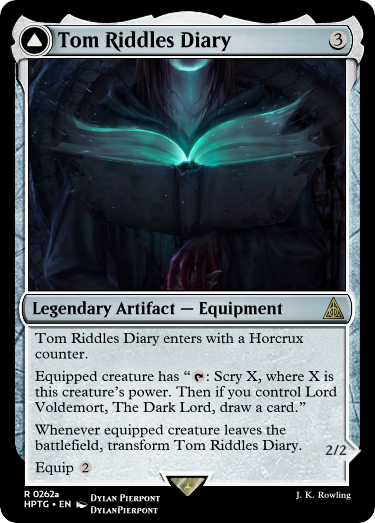 Tom Riddles Diary 3
Legendary Artifact — Equipment
Tom Riddles Diary enters with a Horcrux
counter.
Equipped creature has “ : Scry X, where X is
this creature's power. Then if you control Lord
Voldemort, The Dark Lord, draw a card.”
Whenever equipped creature leaves the
battlefield, transform Tom Riddles Diary.
2/2
Equip 2
R 0262a
HPTG • EN DYLAN PIERPONT
DYLANPIERPONT
J. K. Rowling